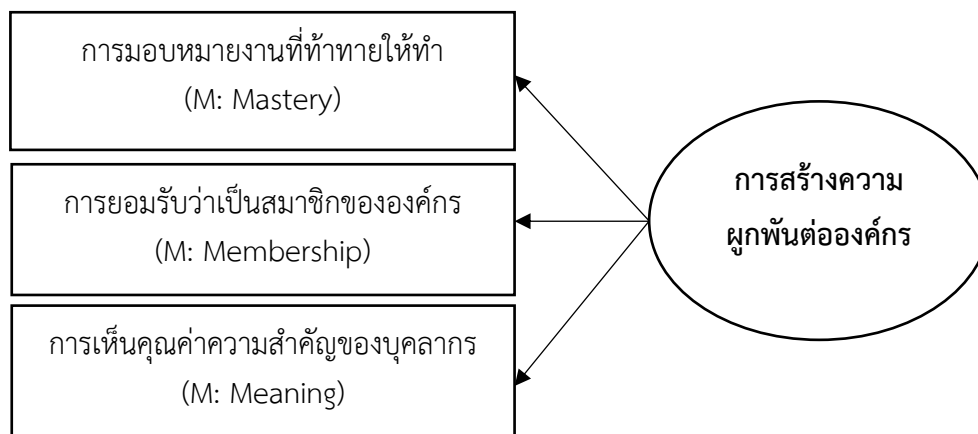 การมอบหมายงานที่ท้าทายให้ทำ
(M: Mastery)
การยอมรับว่าเป็นสมาชิกขององค์กร
(M: Membership)
การเห็นคุณค่าความสำคัญของบุคลากร
(M: Meaning)
การสร้างความ
ผูกพันต่อองค์กร